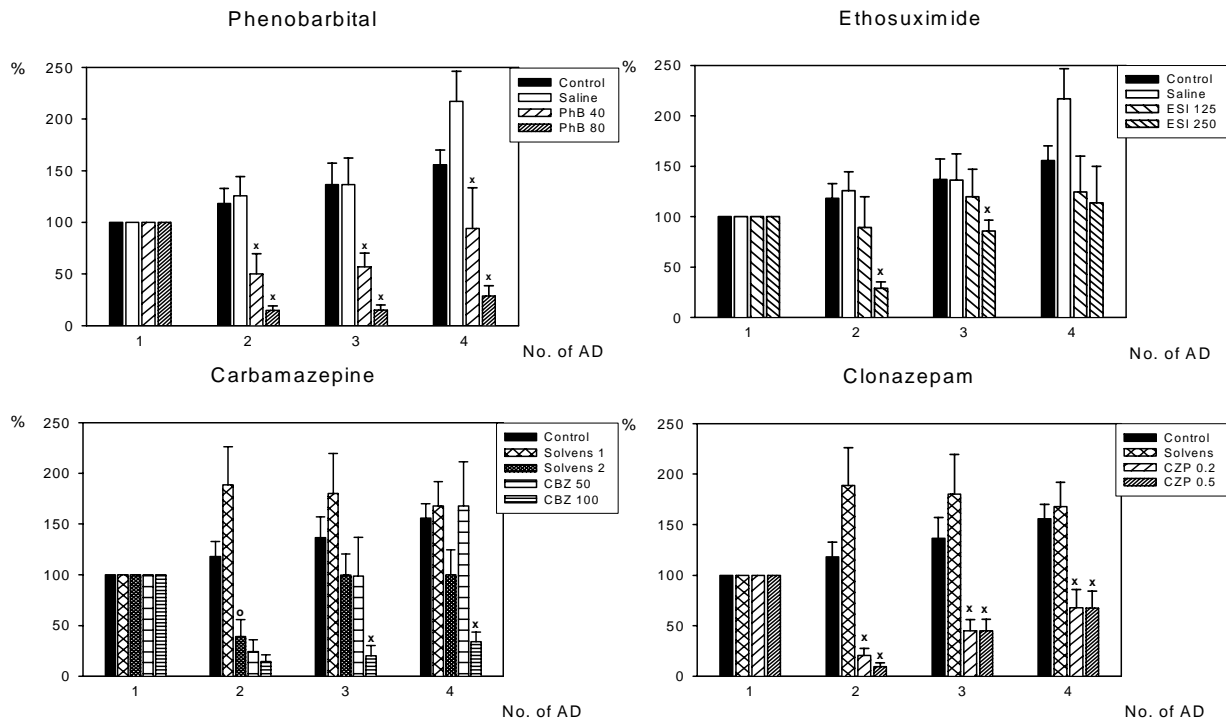 Phenobarbital
%
250
200
150
100
50
0
Control
Saline
PhB 40
PhB 80
x
x
x
x
x
x
1
2
3
4
No. of AD
Ethosuximide
%
250
200
150
100
50
0
Control
Saline
ESI 125
ESI 250
x
x
1
2
3
4
No. of AD
Carbamazepine
%
250
200
150
100
50
0
Control
Solvens 1
Solvens 2
CBZ 50
CBZ 100
o
x
x
1
2
3
4
No. of AD
Clonazepam
%
250
200
150
100
50
0
Control
Solvens
CZP 0.2
CZP 0.5
x
x
x x
x x
1
2
3
4
No. of AD